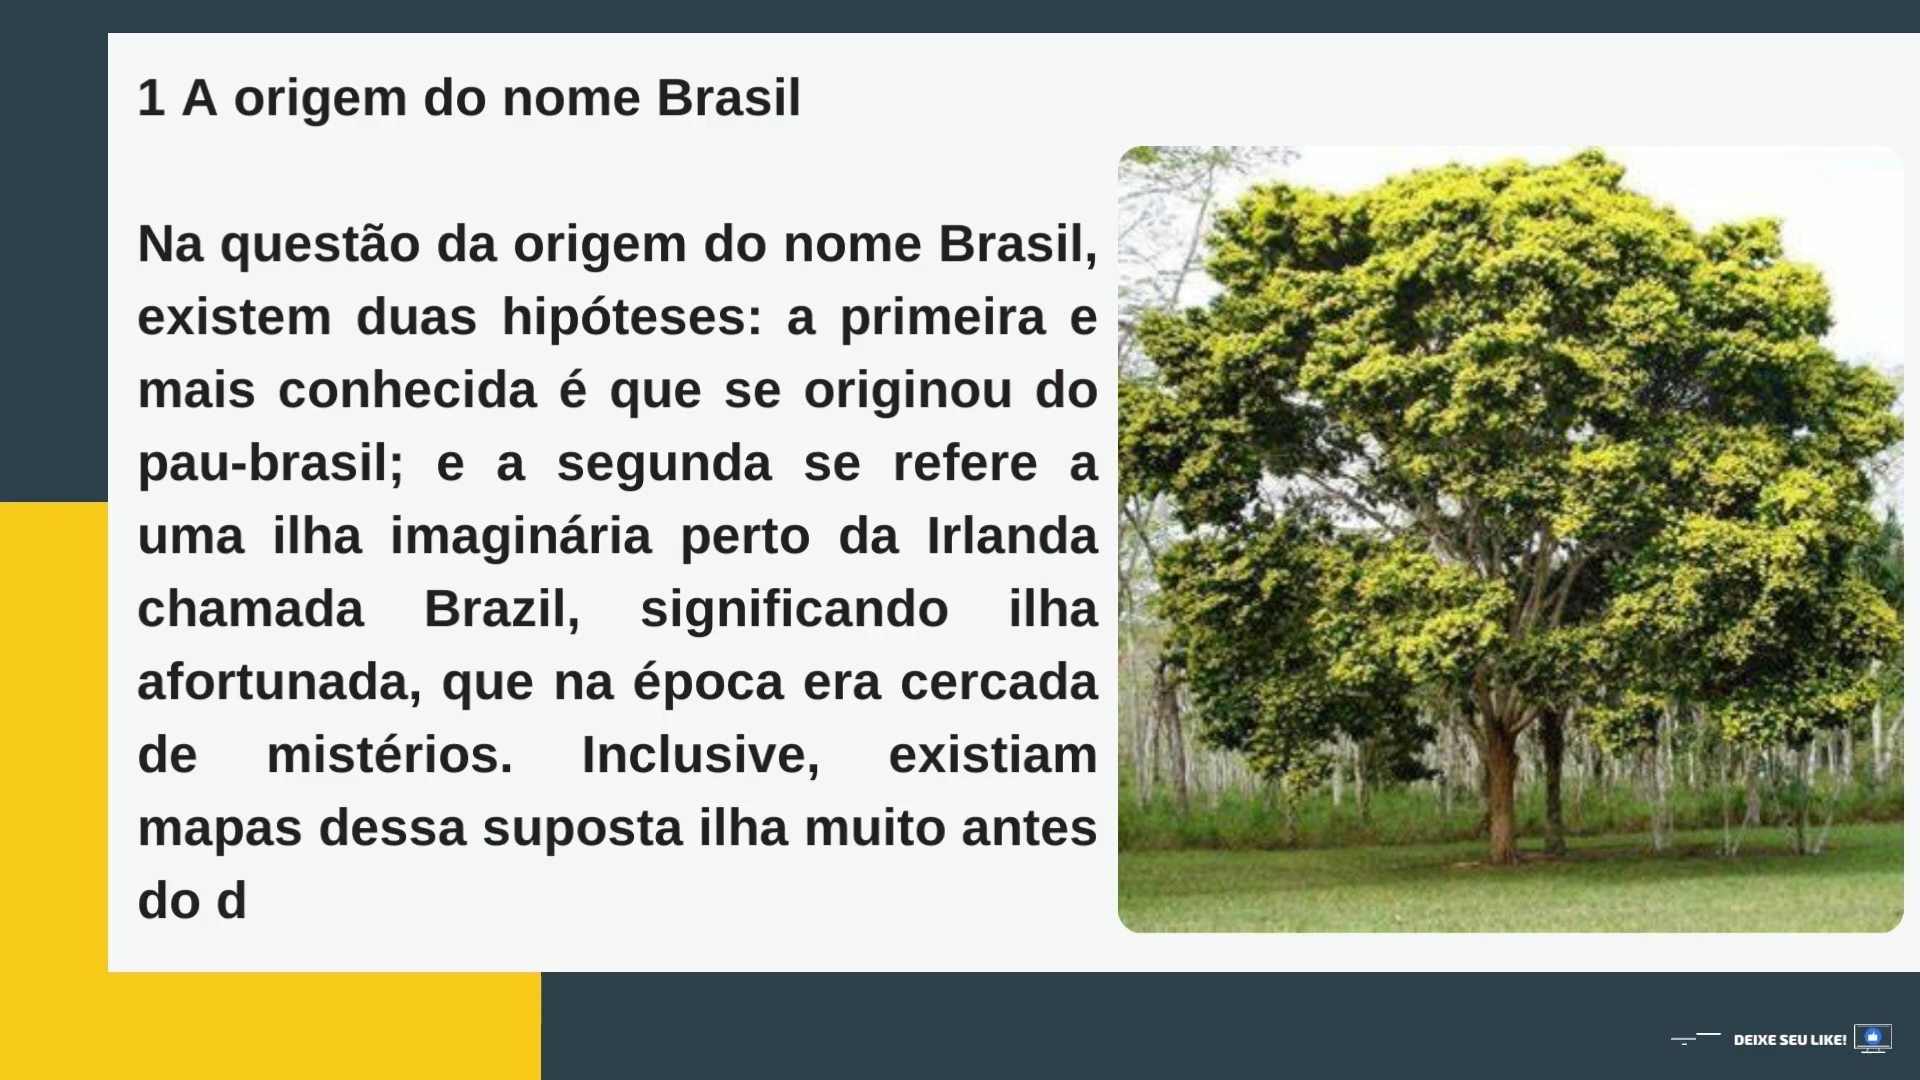 1 A origem do nome Brasil
Na questão da origem do nome Brasil,
existem duas hipóteses: a primeira e
mais conhecida é que se originou do
pau-brasil; e a segunda se refere a
uma ilha imaginária perto da Irlanda
chamada Brazil, significando ilha
afortunada, que na época era cercada
de mistérios. Inclusive, existiam
mapas dessa suposta ilha muito antes
do d
DEIXE SEU LIKE!